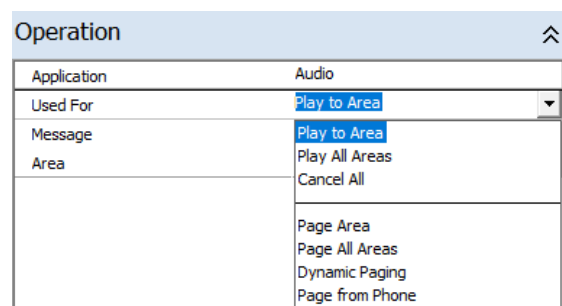 Operation
Application Audio
Used For Play to Area
Message Play to Area
Play All Areas
Area
Cancel All
Page Area
Page All Areas
Dynamic Paging
Page from Phone